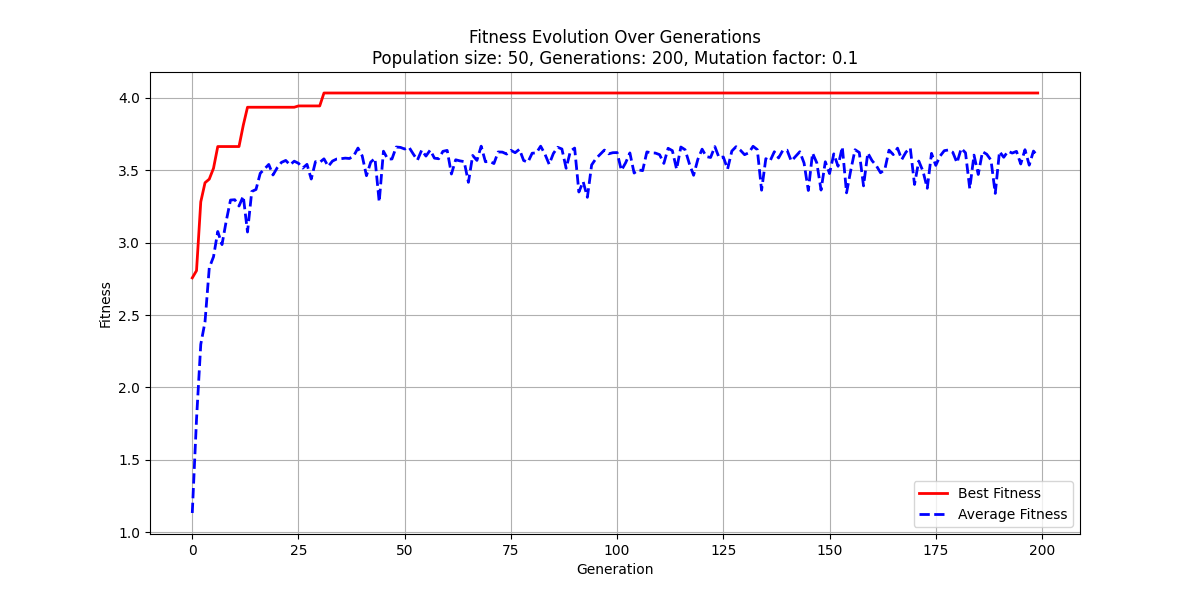 Fitness Evolution Over Generations
Population size: 50, Generations: 200, Mutation factor: 0.1
Fitness
4.0
3.5
3.0
2.5
2.0
1.5
1.0
Best Fitness
Average Fitness
0 25 50 75 100 125 150 175 200
Generation